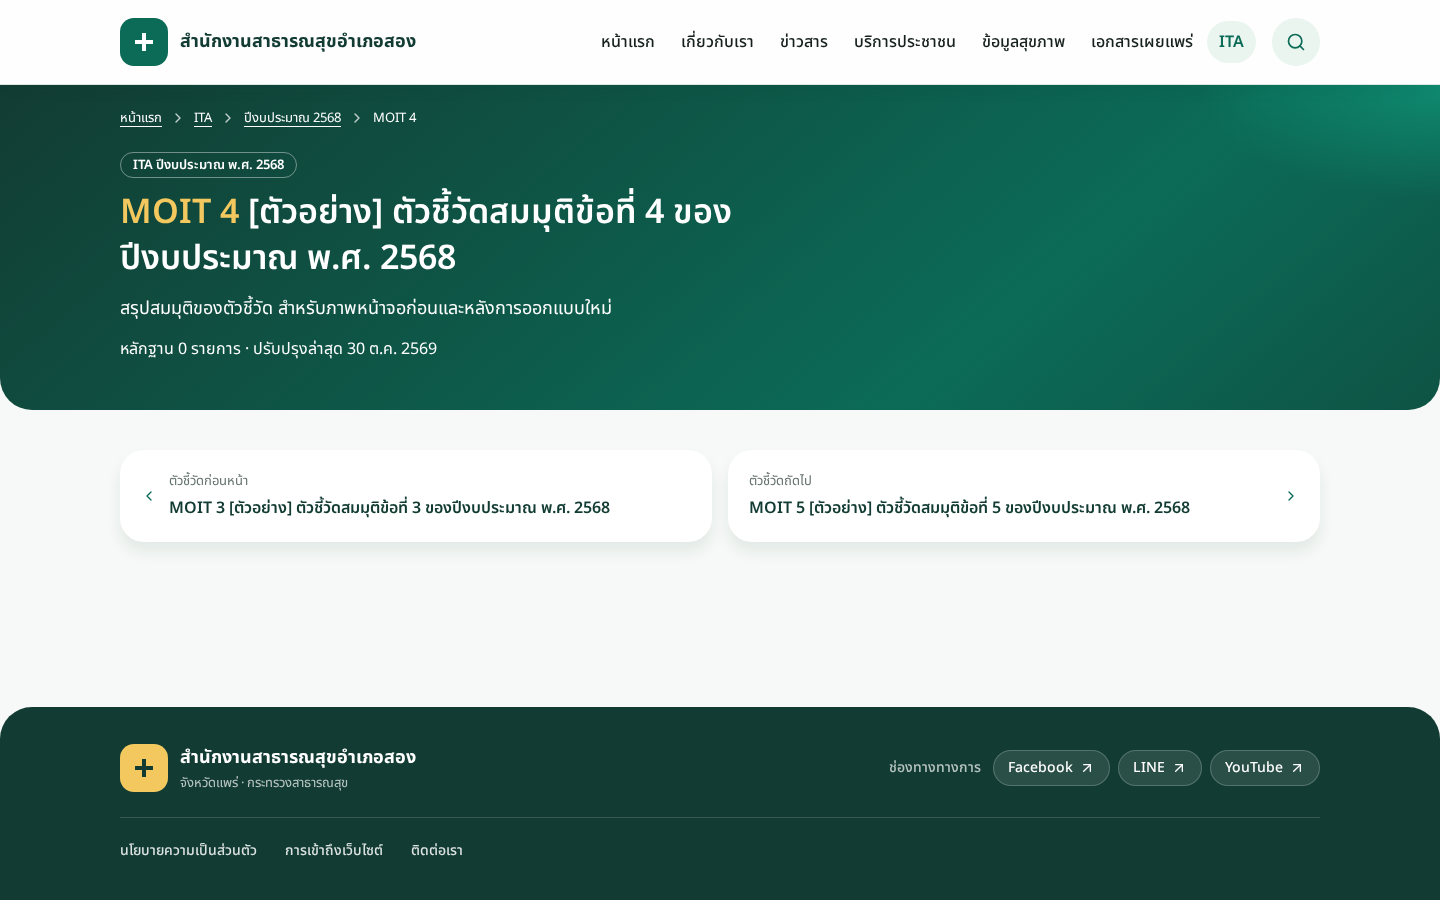 สำนักงานสาธารณสุขอำเภอสอง
หน้าแรก เกี่ยวกับเรา ข่าวสาร บริการประชาชน ข้อมูลสุขภาพ เอกสารเผยแพร่ ITA
หน้าแรก ITA ปีงบประมาณ 2568 MOIT 4
ITA ปีงบประมาณ พ.ศ. 2568
MOIT 4 [ตัวอย่าง] ตัวชี้วัดสมมุติข้อที่ 4 ของ
ปีงบประมาณ พ.ศ. 2568
สรุปสมมุติของตัวชี้วัด สำหรับภาพหน้าจอก่อนและหลังการออกแบบใหม่
หลักฐาน 0 รายการ · ปรับปรุงล่าสุด 30 ต.ค. 2569
ตัวชี้วัดก่อนหน้า
MOIT 3 [ตัวอย่าง] ตัวชี้วัดสมมุติข้อที่ 3 ของปีงบประมาณ พ.ศ. 2568
ตัวชี้วัดถัดไป
MOIT 5 [ตัวอย่าง] ตัวชี้วัดสมมุติข้อที่ 5 ของปีงบประมาณ พ.ศ. 2568
สำนักงานสาธารณสุขอำเภอสอง
จังหวัดแพร่ · กระทรวงสาธารณสุข
ช่องทางทางการ Facebook LINE YouTube
นโยบายความเป็นส่วนตัว การเข้าถึงเว็บไซต์ ติดต่อเรา